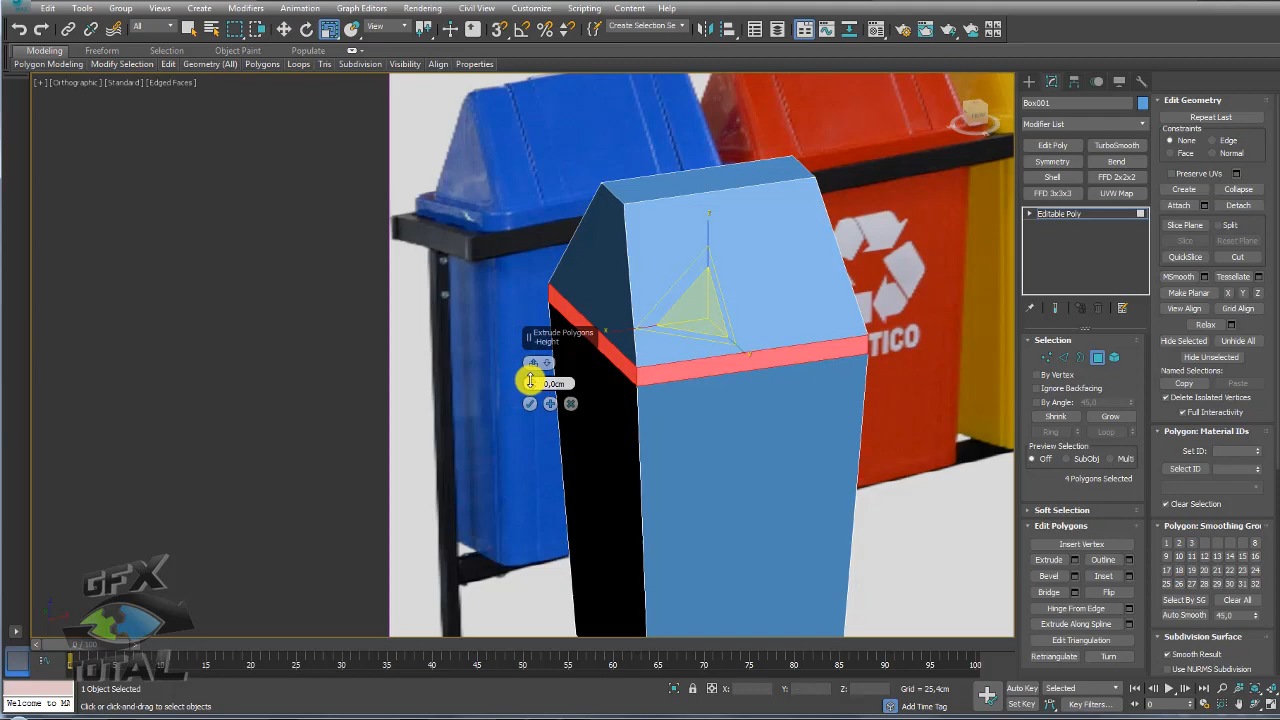 Edit Tools Group Views Create Modifiers Animation Graph Editors Rendering Civil View Customize Scripting Content Help
All View Create Selection Se
Modeling Freeform Selection Object Paint Populate
Polygon Modeling Modify Selection Edit Geometry (All) Polygons Loops Tris Subdivision Visibility Align Properties
[+] [Orthographic] [Standard] [Edged Faces]
Box001
Modifier List
Edit Poly TurboSmooth
Symmetry Bend
Shell FFD 2x2x2
FFD 3x3x3 UVW Map
Editable Poly
Selection
By Vertex
Ignore Backfacing
By Angle: 45,0
Shrink Grow
Ring Loop
Preview Selection
Off SubObj Multi
4 Polygons Selected
Soft Selection
Edit Polygons
Insert Vertex
Extrude Outline
Bevel Inset
Bridge Flip
Hinge From Edge
Extrude Along Spline
Edit Triangulation
Retriangulate Turn
Edit Geometry
Repeat Last
Constraints
None Edge
Face Normal
Preserve UVs
Create Collapse
Attach Detach
Slice Plane Split
Slice Reset Plane
QuickSlice Cut
MSmooth Tessellate
Make Planar X Y Z
View Align Grid Align
Relax
Hide Selected Unhide All
Hide Unselected
Named Selections:
Copy Paste
Delete Isolated Vertices
Full Interactivity
Polygon: Material IDs
Set ID:
Select ID
Clear Selection
Polygon: Smoothing Gro
1 2 3 8
9 10 11 12 13 14 15 16
17 18 19 20 21 22 23 24
25 26 27 28 29 30 31 32
Select By SG Clear All
Auto Smooth 45,0
Subdivision Surface
Smooth Result
Use NURMS Subdivision
Extrude Polygons
-Height
0,0cm
x
z
y
TICO
GFX
TOTAL
0 / 100
10 15 20 25 30 35 40 45 50 55 60 65 70 75 80 85 90 95 100
1 Object Selected
X: Y: Z: Grid = 25,4cm
Auto Key Selected
Welcome to MA
Click or click-and-drag to select objects
Add Time Tag
Set Key Key Filters...
0